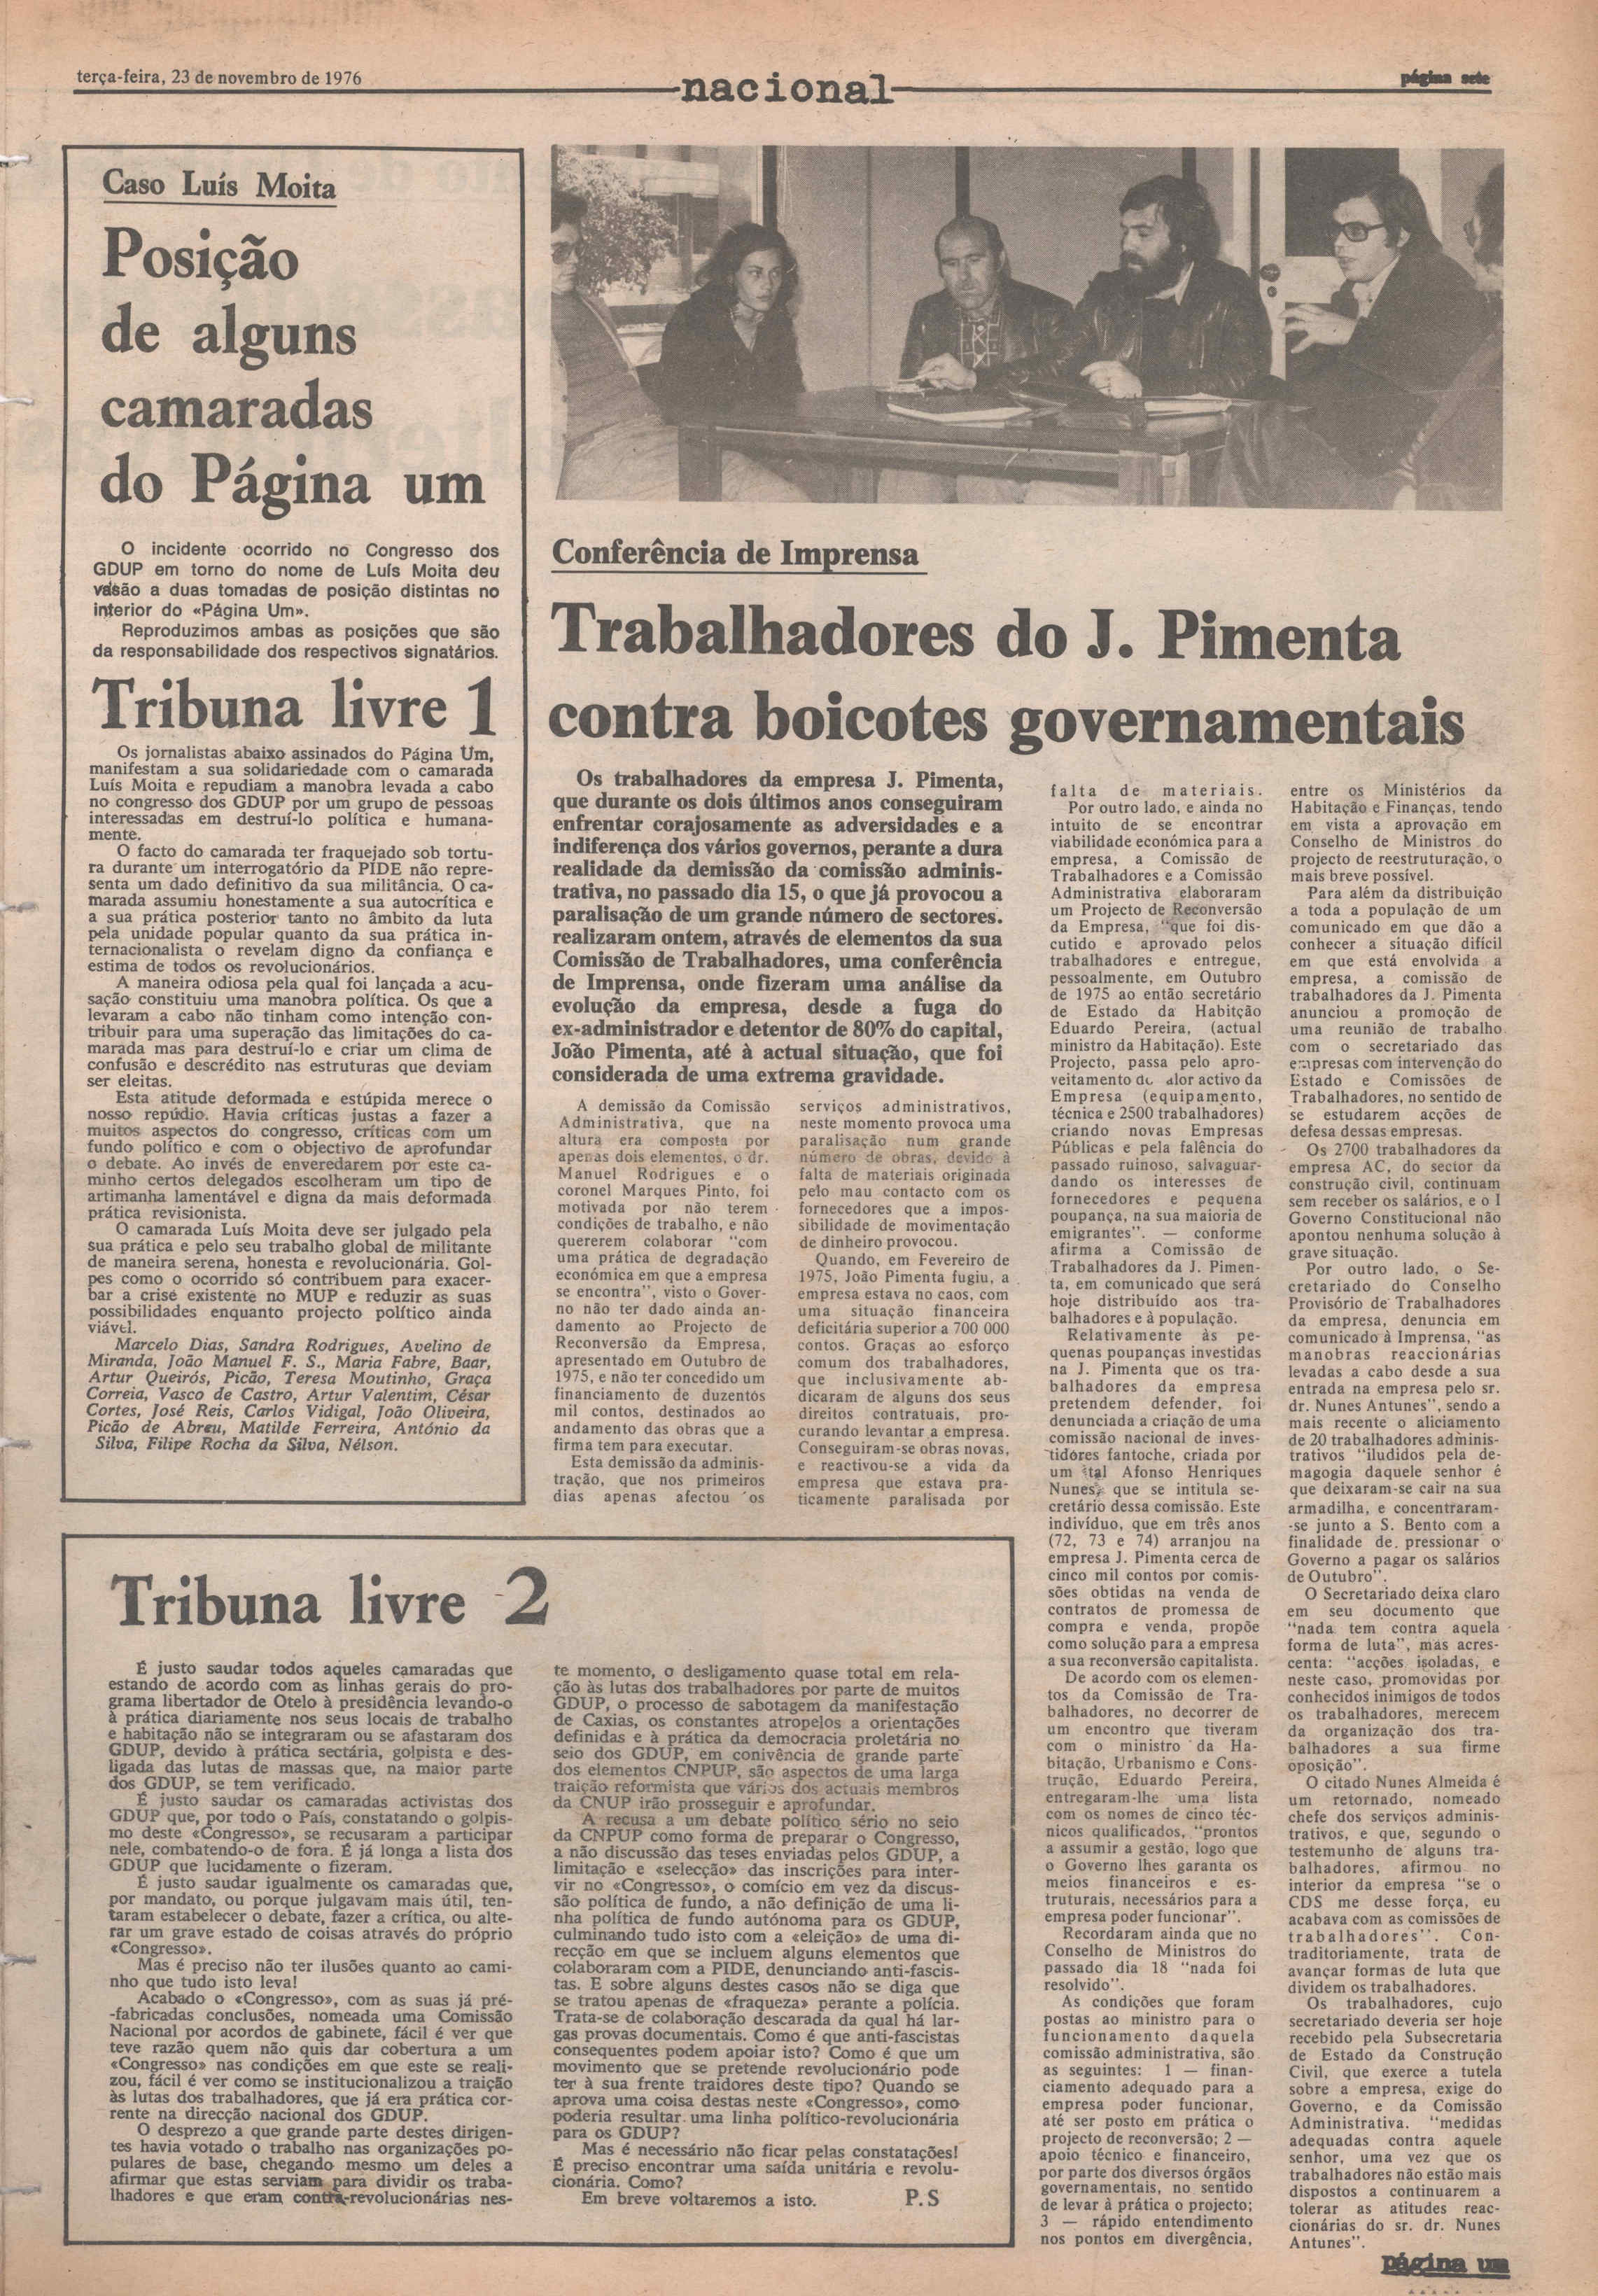 terça-feira, 23 de novembro de 1976
nacional
página sete
Caso Luís Moita
Posição
de alguns
camaradas
do Página um
O incidente ocorrido no Congresso dos
GDUP em torno do nome de Luís Moita deu
vasão a duas tomadas de posição distintas no
interior do «Página Um».
Reproduzimos ambas as posições que são
da responsabilidade dos respectivos signatários.
Tribuna livre 1
Os jornalistas abaixo assinados do Página Um,
manifestam a sua solidariedade com o camarada
Luís Moita e repudiam a manobra levada a cabo
no congresso dos GDUP por um grupo de pessoas
interessadas em destruí-lo política e humana-
mente.
O facto do camarada ter fraquejado sob tortu-
ra durante um interrogatório da PIDE não repre-
senta um dado definitivo da sua militância. O ca-
marada assumiu honestamente a sua autocrítica e
a sua prática posterior tanto no âmbito da luta
pela unidade popular quanto da sua prática in-
ternacionalista o revelam digno da confiança e
estima de todos os revolucionários.
A maneira odiosa pela qual foi lançada a acu-
sação constituiu uma manobra política. Os que a
levaram a cabo não tinham como intenção con-
tribuir para uma superação das limitações do ca-
marada mas para destruí-lo e criar um clima de
confusão e descrédito nas estruturas que deviam
ser eleitas.
Esta atitude deformada e estúpida merece o
nosso repúdio. Havia críticas justas a fazer a
muitos aspectos do congresso, críticas com um
fundo político e com o objectivo de aprofundar
o debate. Ao invés de enveredarem por este ca-
minho certos delegados escolheram um tipo de
artimanha lamentável e digna da mais deformada
prática revisionista.
O camarada Luís Moita deve ser julgado pela
sua prática e pelo seu trabalho global de militante
de maneira serena, honesta e revolucionária. Gol-
pes como o ocorrido só contribuem para exacer-
bar a crise existente no MUP e reduzir as suas
possibilidades enquanto projecto político ainda
viável.
Marcelo Dias, Sandra Rodrigues, Avelino de
Miranda, João Manuel F. S., Maria Fabre, Baar,
Artur Queirós, Picão, Teresa Moutinho, Graça
Correia, Vasco de Castro, Artur Valentim, César
Cortes, José Reis, Carlos Vidigal, João Oliveira,
Picão de Abreu, Matilde Ferreira, António da
Silva, Filipe Rocha da Silva, Nélson.
Conferência de Imprensa
Trabalhadores do J. Pimenta
contra boicotes governamentais
Os trabalhadores da empresa J. Pimenta,
que durante os dois últimos anos conseguiram
enfrentar corajosamente as adversidades e a
indiferença dos vários governos, perante a dura
realidade da demissão da comissão adminis-
trativa, no passado dia 15, o que já provocou a
paralisação de um grande número de sectores.
realizaram ontem, através de elementos da sua
Comissão de Trabalhadores, uma conferência
de Imprensa, onde fizeram uma análise da
evolução da empresa, desde a fuga do
ex-administrador e detentor de 80% do capital,
João Pimenta, até à actual situação, que foi
considerada de uma extrema gravidade.
A demissão da Comissão
Administrativa, que na
altura era composta por
apenas dois elementos, o dr.
Manuel Rodrigues e o
coronel Marques Pinto, foi
motivada por não terem
condições de trabalho, e não
quererem colaborar "com
uma prática de degradação
económica em que a empresa
se encontra", visto o Gover-
no não ter dado ainda an-
damento ao Projecto de
Reconversão da Empresa,
apresentado em Outubro de
1975, e não ter concedido um
financiamento de duzentos
mil contos, destinados ao
andamento das obras que a
firma tem para executar.
Esta demissão da adminis-
tração, que nos primeiros
dias apenas afectou os
serviços administrativos,
neste momento provoca uma
paralisação num grande
número de obras, devido à
falta de materiais originada
pelo mau contacto com os
fornecedores que a impos-
sibilidade de movimentação
de dinheiro provocou.
Quando, em Fevereiro de
1975, João Pimenta fugiu, a
empresa estava no caos, com
uma situação financeira
deficitária superior a 700 000
contos. Graças ao esforço
comum dos trabalhadores,
que inclusivamente ab-
dicaram de alguns dos seus
direitos contratuais, pro-
curando levantar a empresa.
Conseguiram-se obras novas,
e reactivou-se a vida da
empresa que estava pra-
ticamente paralisada por
falta de materiais.
Por outro lado, e ainda no
intuito de se encontrar
viabilidade económica para a
empresa, a Comissão de
Trabalhadores e a Comissão
Administrativa elaboraram
um Projecto de Reconversão
da Empresa, "que foi dis-
cutido e aprovado pelos
trabalhadores e entregue,
pessoalmente, em Outubro
de 1975 ao então secretário
de Estado da Habitção
Eduardo Pereira, (actual
ministro da Habitação). Este
Projecto, passa pelo apro-
veitamento do alor activo da
Empresa (equipamento,
técnica e 2500 trabalhadores)
criando novas Empresas
Públicas e pela falência do
passado ruinoso, salvaguar-
dando os interesses de
fornecedores e pequena
poupança, na sua maioria de
emigrantes". — conforme
afirma a Comissão de
Trabalhadores da J. Pimen-
ta, em comunicado que será
hoje distribuído aos tra-
balhadores e à população.
Relativamente às pe-
quenas poupanças investidas
na J. Pimenta que os tra-
balhadores da empresa
pretendem defender, foi
denunciada a criação de uma
comissão nacional de inves-
tidores fantoche, criada por
um tal Afonso Henriques
Nunes, que se intitula se-
cretário dessa comissão. Este
indivíduo, que em três anos
(72, 73 e 74) arranjou na
empresa J. Pimenta cerca de
cinco mil contos por comis-
sões obtidas na venda de
contratos de promessa de
compra e venda, propõe
como solução para a empresa
a sua reconversão capitalista.
De acordo com os elemen-
tos da Comissão de Tra-
balhadores, no decorrer de
um encontro que tiveram
com o ministro da Ha-
bitação, Urbanismo e Cons-
trução, Eduardo Pereira,
entregaram-lhe uma lista
com os nomes de cinco téc-
nicos qualificados, "prontos
a assumir a gestão, logo que
o Governo lhes garanta os
meios financeiros e es-
truturais, necessários para a
empresa poder funcionar".
Recordaram ainda que no
Conselho de Ministros do
passado dia 18 "nada foi
resolvido".
As condições que foram
postas ao ministro para o
funcionamento daquela
comissão administrativa, são
as seguintes: 1 — finan-
ciamento adequado para a
empresa poder funcionar,
até ser posto em prática o
projecto de reconversão; 2 —
apoio técnico e financeiro,
por parte dos diversos órgãos
governamentais, no sentido
de levar à prática o projecto;
3 — rápido entendimento
nos pontos em divergência,
entre os Ministérios da
Habitação e Finanças, tendo
em vista a aprovação em
Conselho de Ministros do
projecto de reestruturação, o
mais breve possível.
Para além da distribuição
a toda a população de um
comunicado em que dão a
conhecer a situação difícil
em que está envolvida a
empresa, a comissão de
trabalhadores da J. Pimenta
anunciou a promoção de
uma reunião de trabalho
com o secretariado das
empresas com intervenção do
Estado e Comissões de
Trabalhadores, no sentido de
se estudarem acções de
defesa dessas empresas.
Os 2700 trabalhadores da
empresa AC, do sector da
construção civil, continuam
sem receber os salários, e o I
Governo Constitucional não
apontou nenhuma solução à
grave situação.
Por outro lado, o Se-
cretariado do Conselho
Provisório de Trabalhadores
da empresa, denuncia em
comunicado à Imprensa, "as
manobras reaccionárias
levadas a cabo desde a sua
entrada na empresa pelo sr.
dr. Nunes Antunes", sendo a
mais recente o aliciamento
de 20 trabalhadores adminis-
trativos "iludidos pela de-
magogia daquele senhor é
que deixaram-se cair na sua
armadilha, e concentraram-
-se junto a S. Bento com a
finalidade de. pressionar o
Governo a pagar os salários
de Outubro".
O Secretariado deixa claro
em seu documento que
"nada tem contra aquela
forma de luta", mas acres-
centa: "acções isoladas, e
neste caso, promovidas por
conhecidos inimigos de todos
os trabalhadores, merecem
da organização dos tra-
balhadores a sua firme
oposição".
O citado Nunes Almeida é
um retornado, nomeado
chefe dos serviços adminis-
trativos, e que, segundo o
testemunho de alguns tra-
balhadores, afirmou no
interior da empresa "se o
CDS me desse força, eu
acabava com as comissões de
trabalhadores". Con-
traditoriamente, trata de
avançar formas de luta que
dividem os trabalhadores.
Os trabalhadores, cujo
secretariado deveria ser hoje
recebido pela Subsecretaria
de Estado da Construção
Civil, que exerce a tutela
sobre a empresa, exige do
Governo, e da Comissão
Administrativa. "medidas
adequadas contra aquele
senhor, uma vez que os
trabalhadores não estão mais
dispostos a continuarem a
tolerar as atitudes reac-
cionárias do sr. dr. Nunes
Antunes".
Tribuna livre 2
É justo saudar todos aqueles camaradas que
estando de acordo com as linhas gerais do pro-
grama libertador de Otelo à presidência levando-o
à prática diariamente nos seus locais de trabalho
e habitação não se integraram ou se afastaram dos
GDUP, devido à prática sectária, golpista e des-
ligada das lutas de massas que, na maior parte
dos GDUP, se tem verificado.
É justo saudar os camaradas activistas dos
GDUP que, por todo o País, constatando o golpis-
mo deste «Congresso», se recusaram a participar
nele, combatendo-o de fora. É já longa a lista dos
GDUP que lucidamente o fizeram.
É justo saudar igualmente os camaradas que,
por mandato, ou porque julgavam mais útil, ten-
taram estabelecer o debate, fazer a crítica, ou alte-
rar um grave estado de coisas através do próprio
«Congresso».
Mas é preciso não ter ilusões quanto ao cami-
nho que tudo isto leva!
Acabado o «Congresso», com as suas já pré-
-fabricadas conclusões, nomeada uma Comissão
Nacional por acordos de gabinete, fácil é ver que
teve razão quem não quis dar cobertura a um
«Congresso» nas condições em que este se reali-
zou, fácil é ver como se institucionalizou a traição
às lutas dos trabalhadores, que já era prática cor-
rente na direcção nacional dos GDUP.
O desprezo a que grande parte destes dirigen-
tes havia votado o trabalho nas organizações po-
pulares de base, chegando mesmo um deles a
afirmar que estas serviam para dividir os traba-
lhadores e que eram contra-revolucionárias nes-
te momento, o desligamento quase total em rela-
ção às lutas dos trabalhadores por parte de muitos
GDUP, o processo de sabotagem da manifestação
de Caxias, os constantes atropelos a orientações
definidas e à prática da democracia proletária no
seio dos GDUP, em conivência de grande parte
dos elementos CNPUP, são aspectos de uma larga
traição reformista que vários dos actuais membros
da CNUP irão prosseguir e aprofundar.
A recusa a um debate político sério no seio
da CNPUP como forma de preparar o Congresso,
a não discussão das teses enviadas pelos GDUP, a
limitação e «selecção» das inscrições para inter-
vir no «Congresso», o comício em vez da discus-
são política de fundo, a não definição de uma li-
nha política de fundo autónoma para os GDUP,
culminando tudo isto com a «eleição» de uma di-
recção em que se incluem alguns elementos que
colaboraram com a PIDE, denunciando anti-fascis-
tas. E sobre alguns destes casos não se diga que
se tratou apenas de «fraqueza» perante a polícia.
Trata-se de colaboração descarada da qual há lar-
gas provas documentais. Como é que anti-fascistas
consequentes podem apoiar isto? Como é que um
movimento que se pretende revolucionário pode
ter à sua frente traidores deste tipo? Quando se
aprova uma coisa destas neste «Congresso», como
poderia resultar uma linha político-revolucionária
para os GDUP?
Mas é necessário não ficar pelas constatações!
É preciso encontrar uma saída unitária e revolu-
cionária. Como?
Em breve voltaremos a isto. P.S
página um